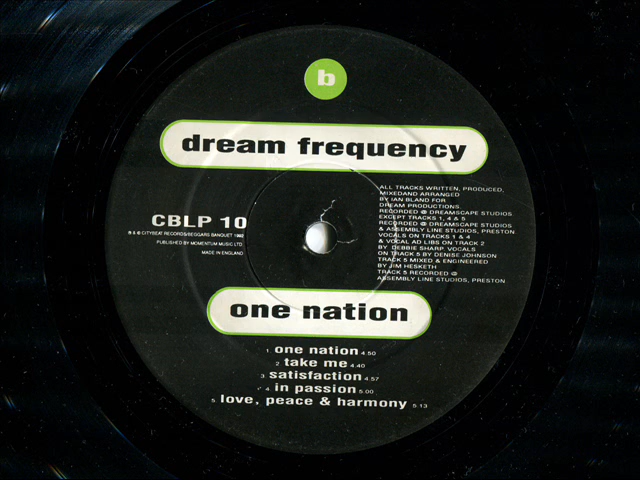 b
dream frequency
ALL TRACKS WRITTEN, PRODUCED,
MIXEDAND ARRANGED
BY IAN BLAND FOR
DREAM PRODUCTIONS.
RECORDED @ DREAMSCAPE STUDIOS
EXCEPT TRACKS 1, 4 & 5
RECORDED @ DREAMSCAPE STUDIOS
& ASSEMBLY LINE STUDIOS, PRESTON
VOCALS ON TRACKS 1 & 4
& VOCAL AD LIBS ON TRACK 2
BY DEBBIE SHARP. VOCALS
ON TRACK 5 BY DENISE JOHNSON
TRACK 5 MIXED & ENGINEERED
BY JIM HESKETH
TRACK 5 RECORDED @
ASSEMBLY LINE STUDIOS, PRESTON
CBLP 10
℗ & © CITYBEAT RECORDS/BEGGARS BANQUET 1992
PUBLISHED BY MOMENTUM MUSIC LTD
MADE IN ENGLAND
one nation
1 one nation 4.50
2 take me 4.40
3 satisfaction 4.57
4 in passion 5.00
5 love, peace & harmony 5.13